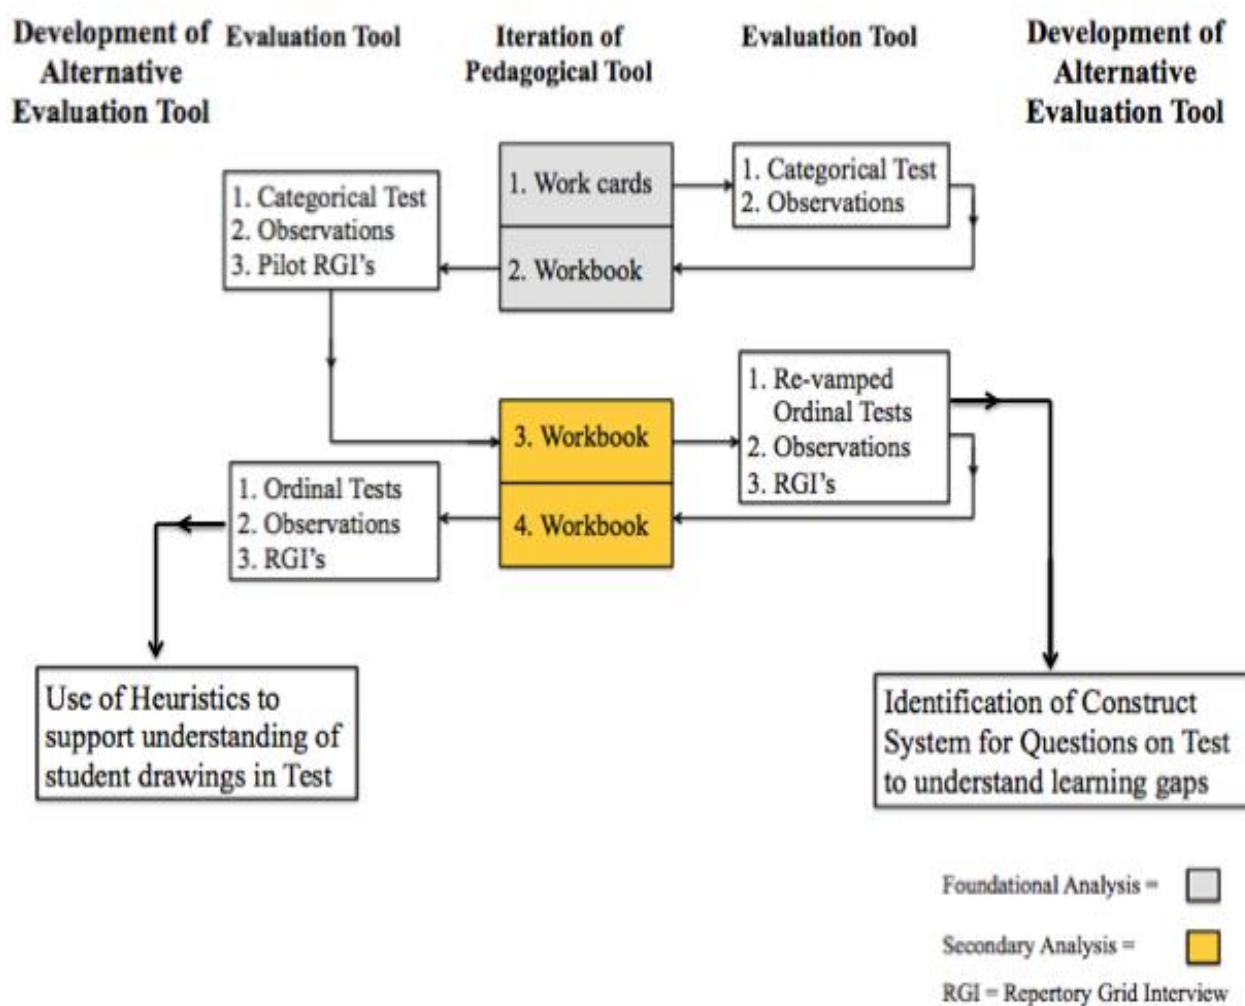 Development of
Alternative
Evaluation Tool
Evaluation Tool
Iteration of
Pedagogical Tool
Evaluation Tool
Development of
Alternative
Evaluation Tool
1. Work cards
2. Workbook
1. Categorical Test
2. Observations
1. Categorical Test
2. Observations
3. Pilot RGI's
3. Workbook
4. Workbook
1. Re-vamped
Ordinal Tests
2. Observations
3. RGI's
1. Ordinal Tests
2. Observations
3. RGI's
Use of Heuristics to
support understanding of
student drawings in Test
Identification of Construct
System for Questions on Test
to understand learning gaps
Foundational Analysis =
Secondary Analysis =
RGI = Repertory Grid Interview